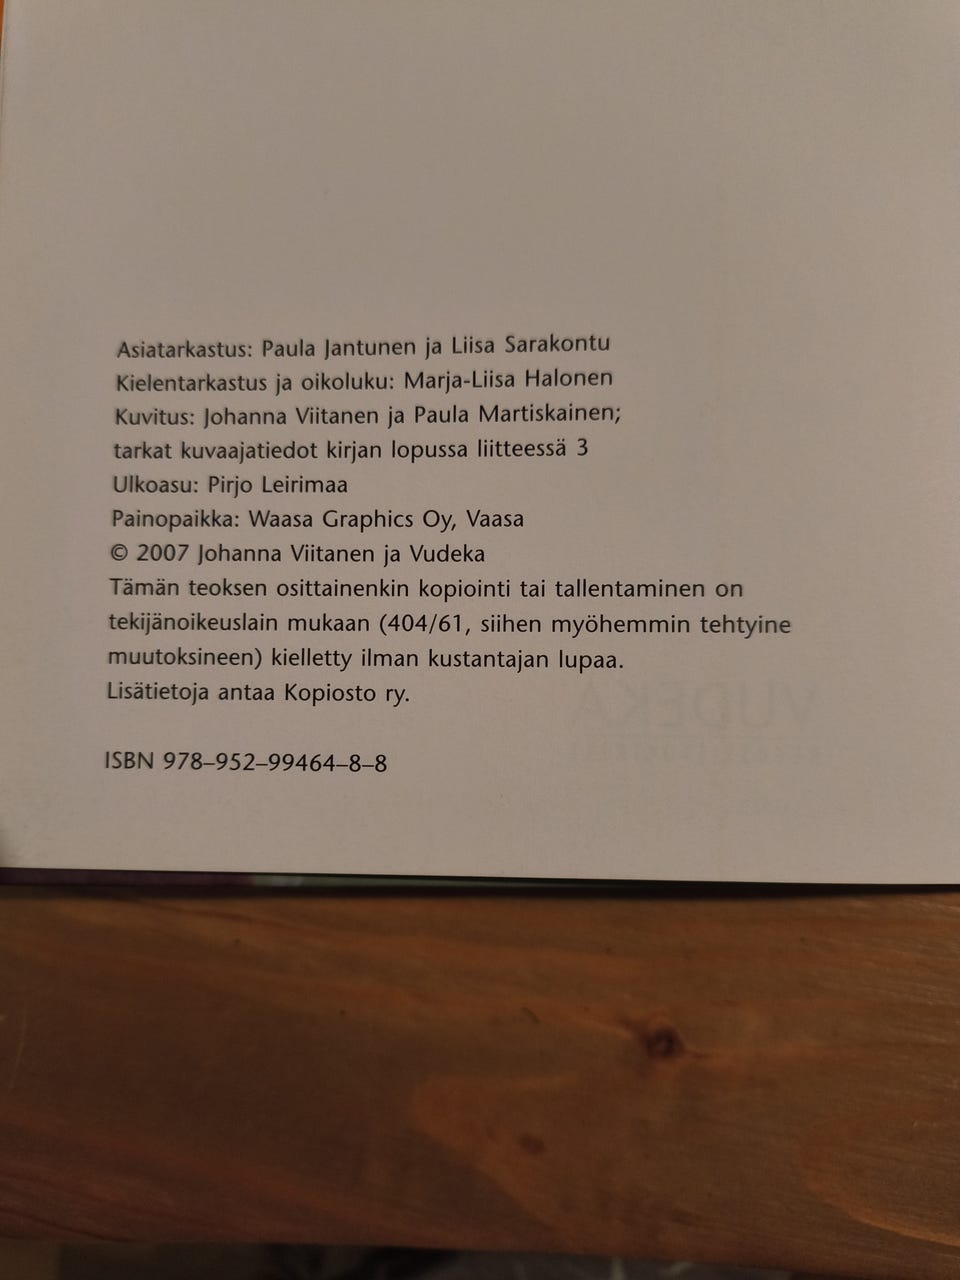 Asiatarkastus: Paula Jantunen ja Liisa Sarakontu
Kielentarkastus ja oikoluku: Marja-Liisa Halonen
Kuvitus: Johanna Viitanen ja Paula Martiskainen;
tarkat kuvaajatiedot kirjan lopussa liitteessä 3
Ulkoasu: Pirjo Leirimaa
Painopaikka: Waasa Graphics Oy, Vaasa
© 2007 Johanna Viitanen ja Vudeka
Tämän teoksen osittainenkin kopiointi tai tallentaminen on
tekijänoikeuslain mukaan (404/61, siihen myöhemmin tehtyine
muutoksineen) kielletty ilman kustantajan lupaa.
Lisätietoja antaa Kopiosto ry.
VUDEKA
ISBN 978–952–99464–8–8